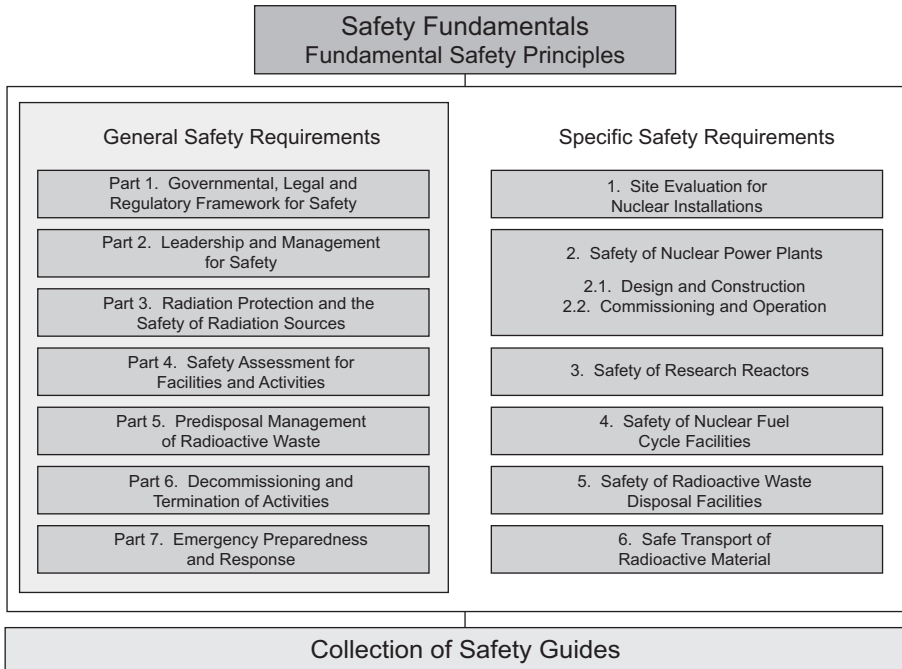 Safety Fundamentals
Fundamental Safety Principles
General Safety Requirements
Part 1. Governmental, Legal and
Regulatory Framework for Safety
Part 2. Leadership and Management
for Safety
Part 3. Radiation Protection and the
Safety of Radiation Sources
Part 4. Safety Assessment for
Facilities and Activities
Part 5. Predisposal Management
of Radioactive Waste
Part 6. Decommissioning and
Termination of Activities
Part 7. Emergency Preparedness
and Response
Specific Safety Requirements
1. Site Evaluation for
Nuclear Installations
2. Safety of Nuclear Power Plants
2.1. Design and Construction
2.2. Commissioning and Operation
3. Safety of Research Reactors
4. Safety of Nuclear Fuel
Cycle Facilities
5. Safety of Radioactive Waste
Disposal Facilities
6. Safe Transport of
Radioactive Material
Collection of Safety Guides